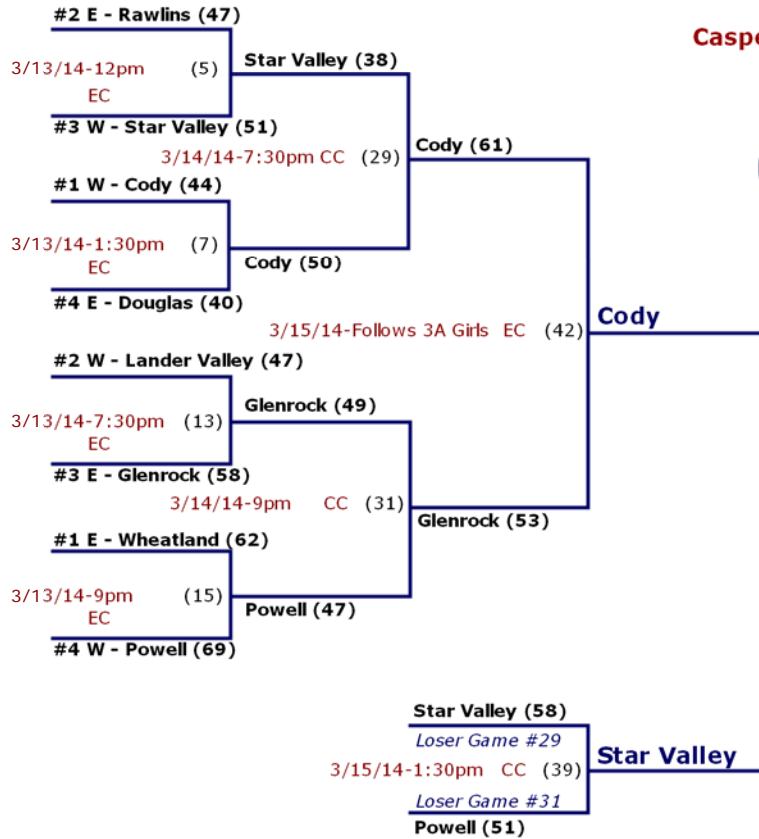 #2 E - Rawlins (47)
Star Valley (38)
3/13/14-12pm (5)
EC
#3 W - Star Valley (51)
Cody (61)
3/14/14-7:30pm CC (29)
#1 W - Cody (44)
3/13/14-1:30pm (7)
EC
Cody (50)
#4 E - Douglas (40)
Cody
3/15/14-Follows 3A Girls EC (42)
#2 W - Lander Valley (47)
Glenrock (49)
3/13/14-7:30pm (13)
EC
#3 E - Glenrock (58)
3/14/14-9pm CC (31)
Glenrock (53)
#1 E - Wheatland (62)
3/13/14-9pm (15)
EC
Powell (47)
#4 W - Powell (69)
Star Valley (58)
Loser Game #29
Star Valley
3/15/14-1:30pm CC (39)
Loser Game #31
Powell (51)